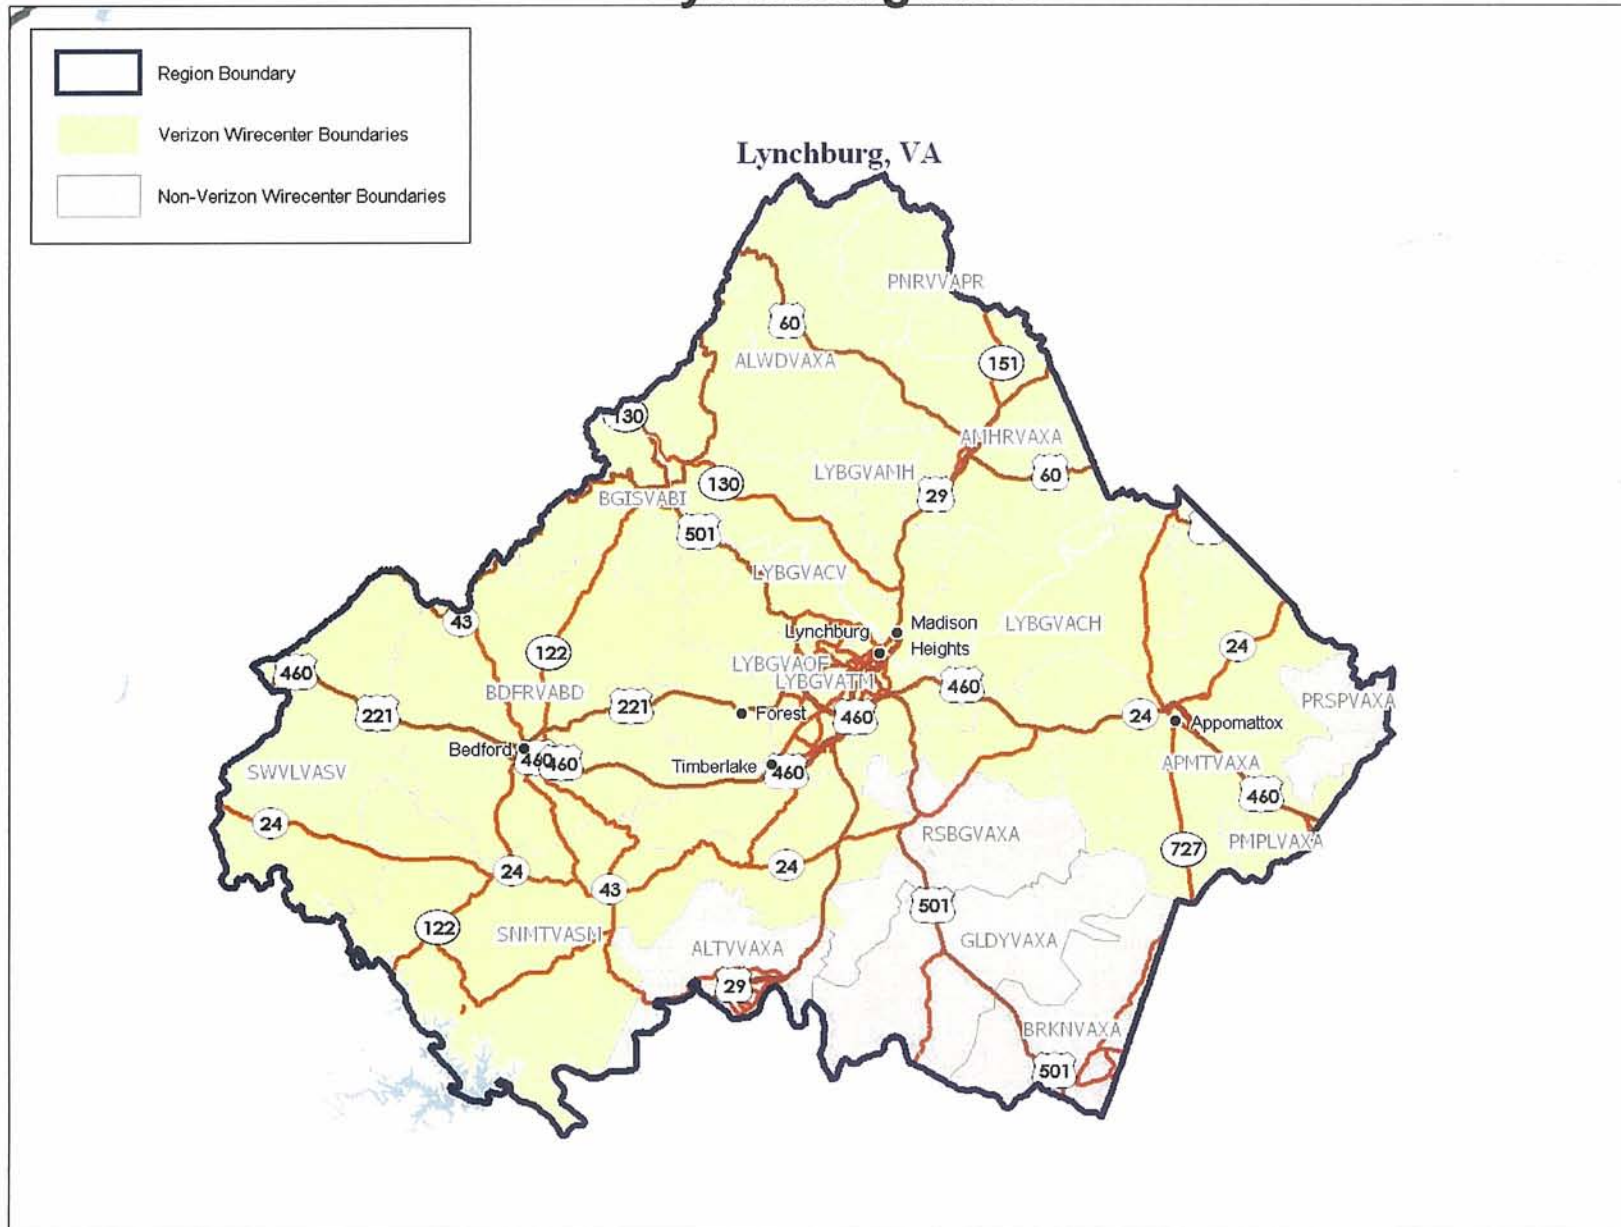 Region Boundary
Verizon Wirecenter Boundaries
Non-Verizon Wirecenter Boundaries
Lynchburg, VA
PNRVVAPR
60
ALWDVAXA
151
130
AMHRVAXA
LYBGVAMH
60
130
29
BGISVABI
501
LYBGVACV
43
Madison
Heights
Lynchburg
LYBGVACH
122
24
460
LYBGVAOF
LYBGVATM
BDFRVABD
460
PRSPVAXA
221
221
Forest
460
24
Appomattox
Bedford
460
460
Timberlake
460
APMTVAXA
SWVLVASV
460
24
RSBGVAXA
PMPLVAXA
727
24
24
43
501
122
SNMTVASM
ALTVVAXA
GLDYVAXA
29
BRKNVAXA
501